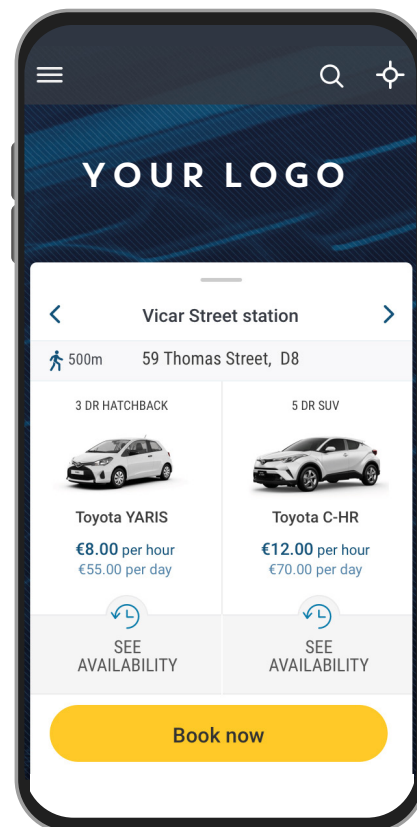 YOUR LOGO
Vicar Street station
500m 59 Thomas Street, D8
3 DR HATCHBACK 5 DR SUV
Toyota YARIS Toyota C-HR
€8.00 per hour €12.00 per hour
€55.00 per day €70.00 per day
SEE SEE
AVAILABILITY AVAILABILITY
Book now